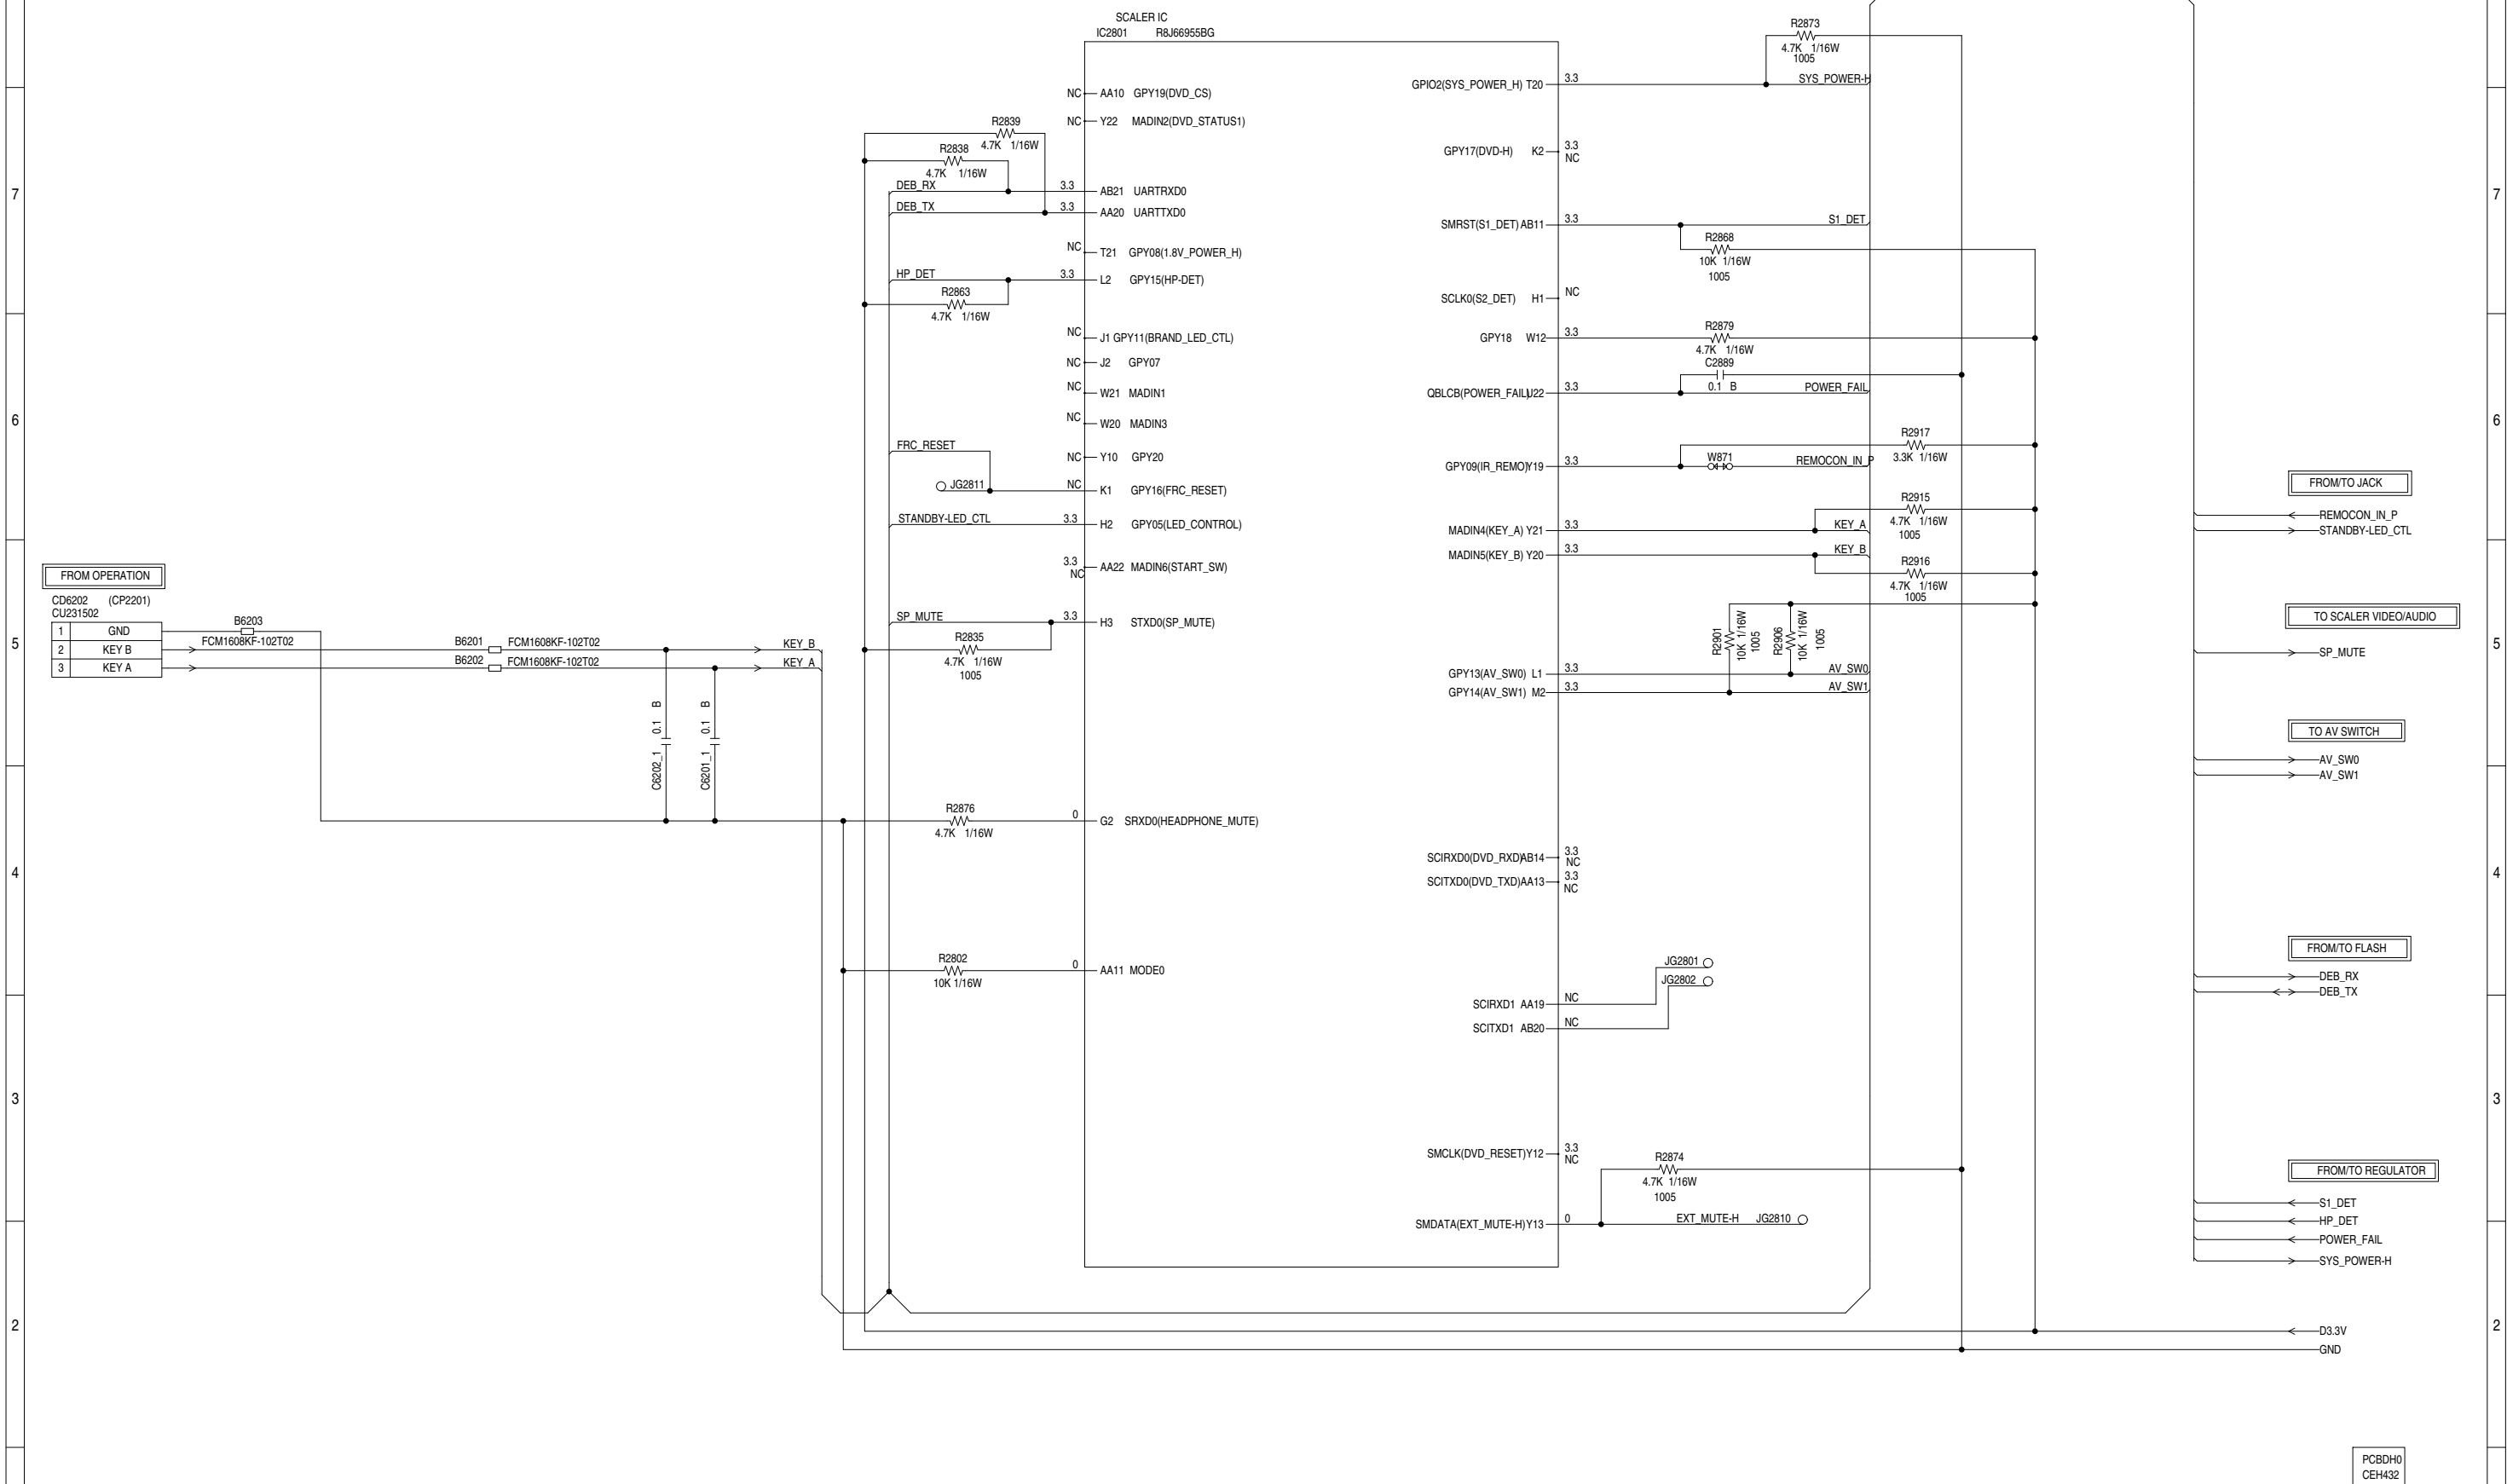 SCALER IC
IC2801 R8J66955BG
NC AA10 GPY19(DVD_CS)
NC Y22 MADIN2(DVD_STATUS1)
R2839
4.7K 1/16W
R2838
4.7K 1/16W
DEB_RX 3.3 AB21 UARTRXD0
DEB_TX 3.3 AA20 UARTTXD0
NC T21 GPY08(1.8V_POWER_H)
HP_DET 3.3 L2 GPY15(HP-DET)
R2863
4.7K 1/16W
NC J1 GPY11(BRAND_LED_CTL)
NC J2 GPY07
NC W21 MADIN1
NC W20 MADIN3
FRC_RESET
NC Y10 GPY20
JG2811 NC K1 GPY16(FRC_RESET)
STANDBY-LED_CTL 3.3 H2 GPY05(LED_CONTROL)
3.3
NC AA22 MADIN6(START_SW)
SP_MUTE 3.3 H3 STXD0(SP_MUTE)
R2835
4.7K 1/16W
1005
R2876
4.7K 1/16W
0 G2 SRXD0(HEADPHONE_MUTE)
R2802
10K 1/16W
0 AA11 MODE0
FROM OPERATION
CD6202 (CP2201)
CU231502
1 GND
2 KEY B
3 KEY A
B6203
FCM1608KF-102T02
B6201 FCM1608KF-102T02
B6202 FCM1608KF-102T02
KEY_B
KEY_A
C6202_1 0.1 B
C6201_1 0.1 B
R2873
4.7K 1/16W
1005
GPIO2(SYS_POWER_H) T20 3.3 SYS_POWER-H
GPY17(DVD-H) K2 3.3
NC
SMRST(S1_DET) AB11 3.3 S1_DET
R2868
10K 1/16W
1005
SCLK0(S2_DET) H1 NC
GPY18 W12 3.3
R2879
4.7K 1/16W
C2889
0.1 B
QBLCB(POWER_FAIL)U22 3.3 POWER_FAIL
R2917
3.3K 1/16W
GPY09(IR_REMO)Y19 3.3 W871 REMOCON_IN_P
R2915
4.7K 1/16W
1005
MADIN4(KEY_A) Y21 3.3 KEY_A
MADIN5(KEY_B) Y20 3.3 KEY_B
R2916
4.7K 1/16W
1005
R2901
10K 1/16W
1005
R2906
10K 1/16W
1005
GPY13(AV_SW0) L1 3.3 AV_SW0
GPY14(AV_SW1) M2 3.3 AV_SW1
SCIRXD0(DVD_RXD)AB14 3.3
NC
SCITXD0(DVD_TXD)AA13 3.3
NC
JG2801
JG2802
SCIRXD1 AA19 NC
SCITXD1 AB20 NC
SMCLK(DVD_RESET)Y12 3.3
NC
R2874
4.7K 1/16W
1005
SMDATA(EXT_MUTE-H)Y13 0 EXT_MUTE-H JG2810
FROM/TO JACK
REMOCON_IN_P
STANDBY-LED_CTL
TO SCALER VIDEO/AUDIO
SP_MUTE
TO AV SWITCH
AV_SW0
AV_SW1
FROM/TO FLASH
DEB_RX
DEB_TX
FROM/TO REGULATOR
S1_DET
HP_DET
POWER_FAIL
SYS_POWER-H
D3.3V
GND
7 7
6 6
5 5
4 4
3 3
2 2
PCBDH0
CEH432